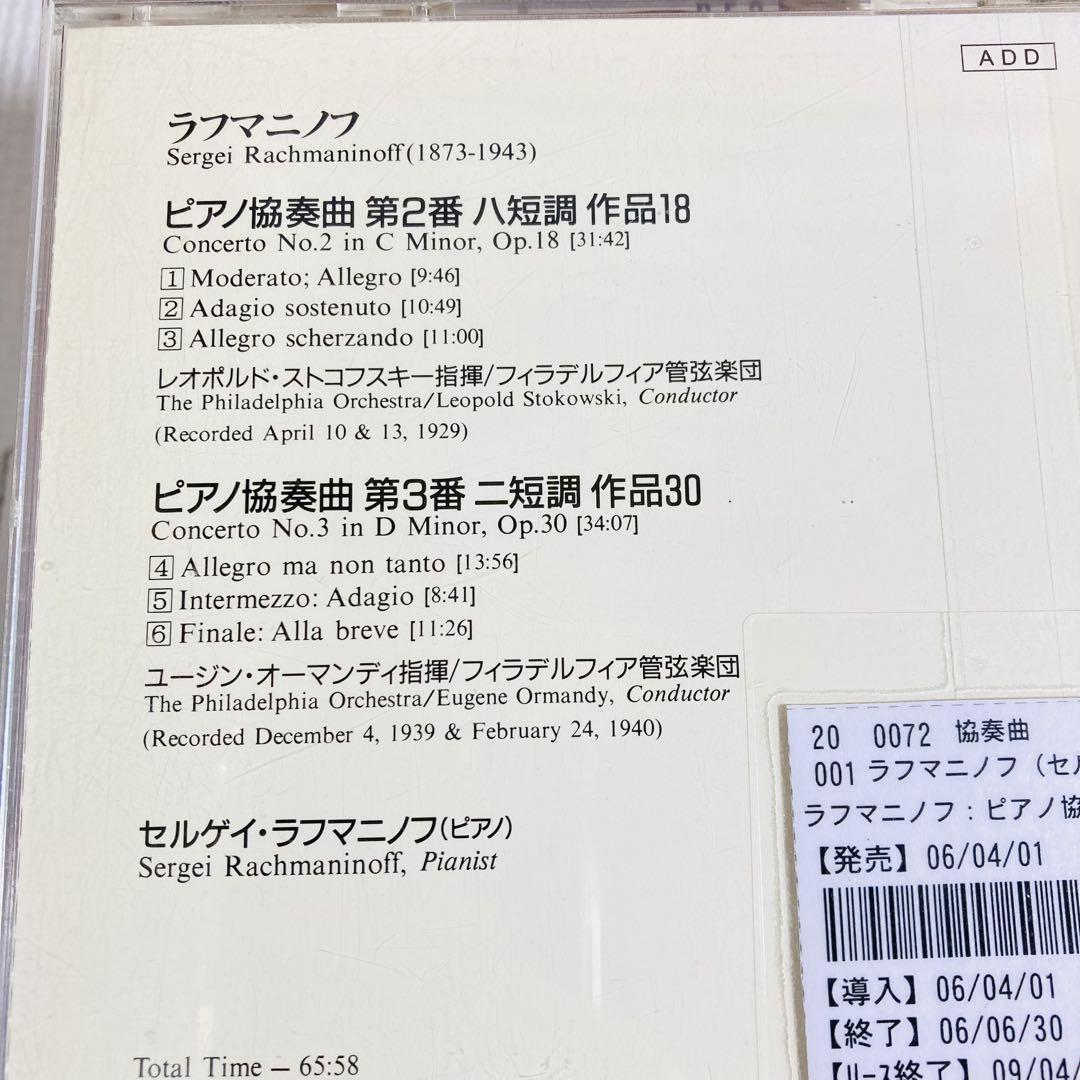 ADD
ラフマニノフ
Sergei Rachmaninoff (1873-1943)
ピアノ協奏曲 第2番 ハ短調 作品18
Concerto No.2 in C Minor, Op.18 [31:42]
1 Moderato; Allegro [9:46]
2 Adagio sostenuto [10:49]
3 Allegro scherzando [11:00]
レオポルド・ストコフスキー指揮/フィラデルフィア管弦楽団
The Philadelphia Orchestra/Leopold Stokowski, Conductor
(Recorded April 10 & 13, 1929)
ピアノ協奏曲 第3番 ニ短調 作品30
Concerto No.3 in D Minor, Op.30 [34:07]
4 Allegro ma non tanto [13:56]
5 Intermezzo: Adagio [8:41]
6 Finale: Alla breve [11:26]
ユージン・オーマンディ指揮/フィラデルフィア管弦楽団
The Philadelphia Orchestra/Eugene Ormandy, Conductor
(Recorded December 4, 1939 & February 24, 1940)
セルゲイ・ラフマニノフ(ピアノ)
Sergei Rachmaninoff, Pianist
Total Time – 65:58
20 0072 協奏曲
001 ラフマニノフ（セル
ラフマニノフ：ピアノ協
【発売】06/04/01
【導入】06/04/01
【終了】06/06/30
【リース終了】09/04/